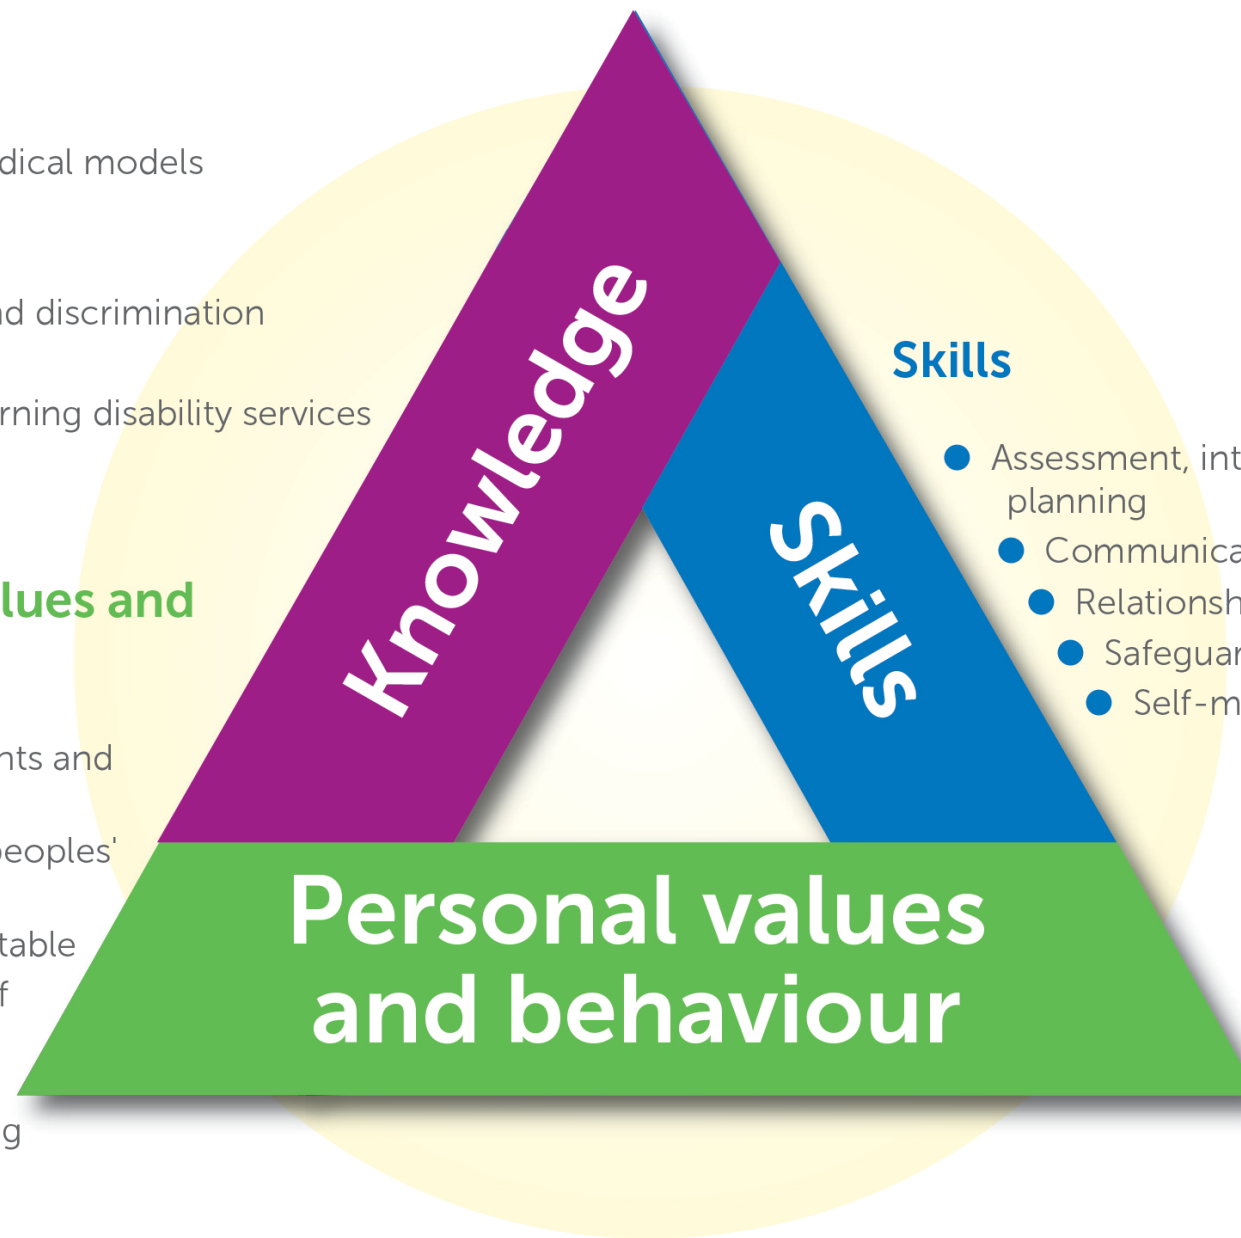 dical models
discrimination
disability services
lues and
nts and
peoples'
table
f
g
Knowledge
Skills
Personal values
and behaviour
Skills
Assessment, int
planning
Communica
Relationsh
Safeguar
Self-m